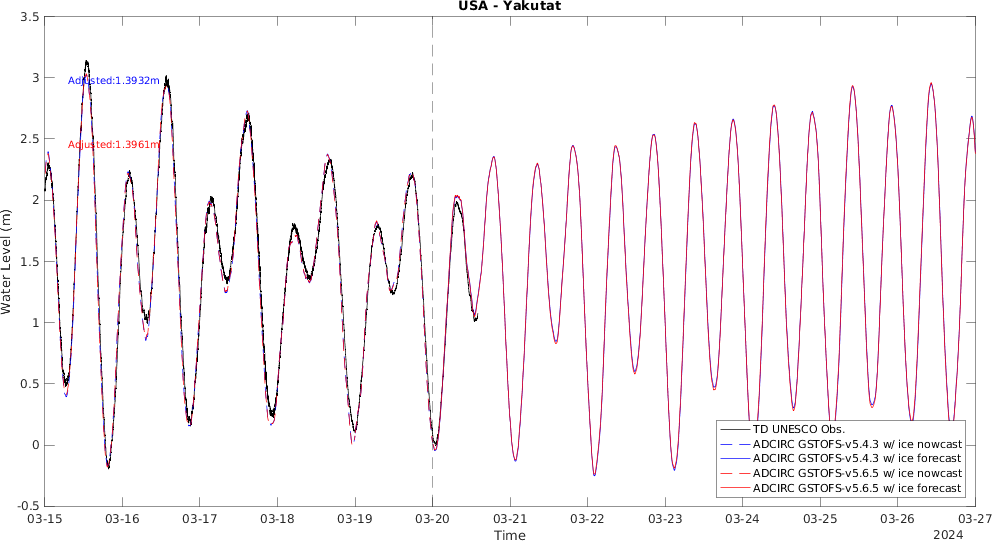 USA - Yakutat
3.5
3
2.5
2
1.5
1
0.5
0
-0.5
Water Level (m)
Adjusted:1.3932m
Adjusted:1.3961m
TD UNESCO Obs.
ADCIRC GSTOFS-v5.4.3 w/ ice nowcast
ADCIRC GSTOFS-v5.4.3 w/ ice forecast
ADCIRC GSTOFS-v5.6.5 w/ ice nowcast
ADCIRC GSTOFS-v5.6.5 w/ ice forecast
03-15 03-16 03-17 03-18 03-19 03-20 03-21 03-22 03-23 03-24 03-25 03-26 03-27
Time
2024